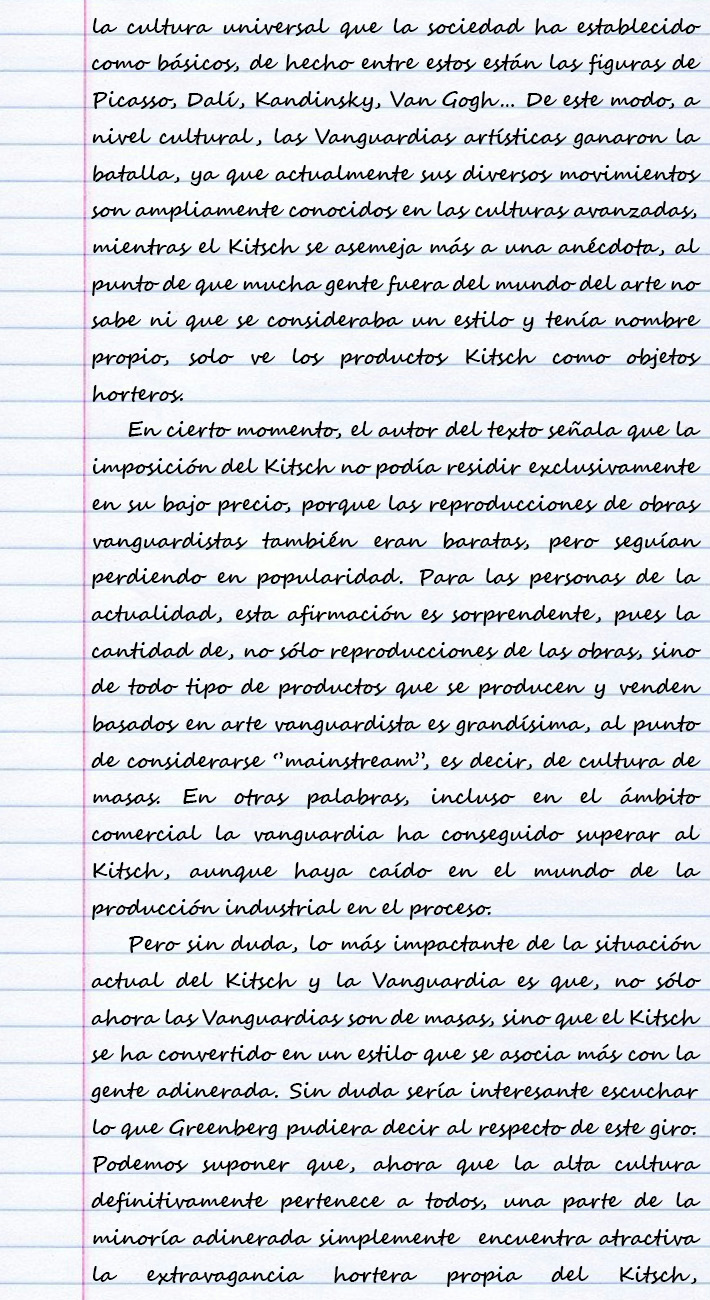 la cultura universal que la sociedad ha establecido
como básicos, de hecho entre estos están las figuras de
Picasso, Dalí, Kandinsky, Van Gogh... De este modo, a
nivel cultural, las Vanguardias artísticas ganaron la
batalla, ya que actualmente sus diversos movimientos
son ampliamente conocidos en las culturas avanzadas,
mientras el Kitsch se asemeja más a una anécdota, al
punto de que mucha gente fuera del mundo del arte no
sabe ni que se consideraba un estilo y tenía nombre
propio, solo ve los productos Kitsch como objetos
horteros.
En cierto momento, el autor del texto señala que la
imposición del Kitsch no podía residir exclusivamente
en su bajo precio, porque las reproducciones de obras
vanguardistas también eran baratas, pero seguían
perdiendo en popularidad. Para las personas de la
actualidad, esta afirmación es sorprendente, pues la
cantidad de, no sólo reproducciones de las obras, sino
de todo tipo de productos que se producen y venden
basados en arte vanguardista es grandísima, al punto
de considerarse “mainstream”, es decir, de cultura de
masas. En otras palabras, incluso en el ámbito
comercial la vanguardia ha conseguido superar al
Kitsch, aunque haya caído en el mundo de la
producción industrial en el proceso.
Pero sin duda, lo más impactante de la situación
actual del Kitsch y la Vanguardia es que, no sólo
ahora las Vanguardias son de masas, sino que el Kitsch
se ha convertido en un estilo que se asocia más con la
gente adinerada. Sin duda sería interesante escuchar
lo que Greenberg pudiera decir al respecto de este giro.
Podemos suponer que, ahora que la alta cultura
definitivamente pertenece a todos, una parte de la
minoría adinerada simplemente encuentra atractiva
la extravagancia hortera propia del Kitsch,